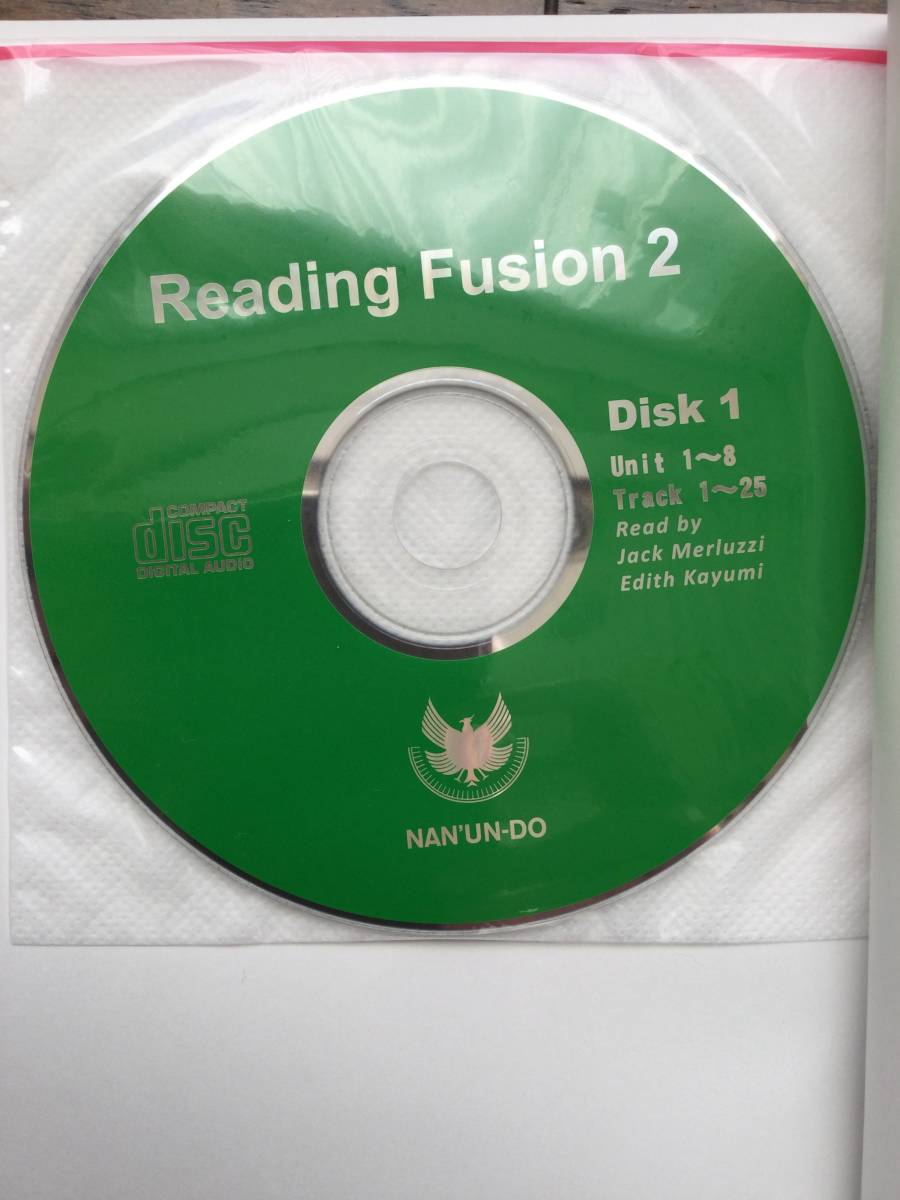 Reading Fusion 2
Disk 1
Unit 1～8
Track 1～25
Read by
Jack Merluzzi
Edith Kayumi
COMPACT
disc
DIGITAL AUDIO
NAN'UN-DO